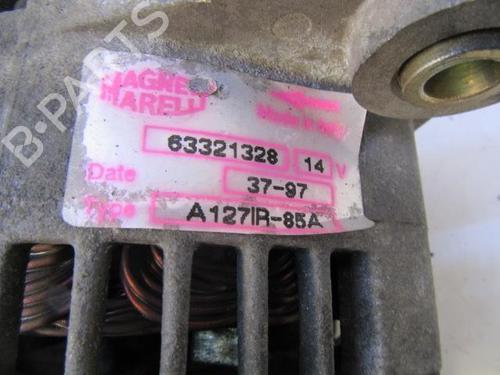 MAGNETI
MARELLI
Made in Italy
63321328 14 V
Date 37-97
Type A127IR-85A
B-PARTS